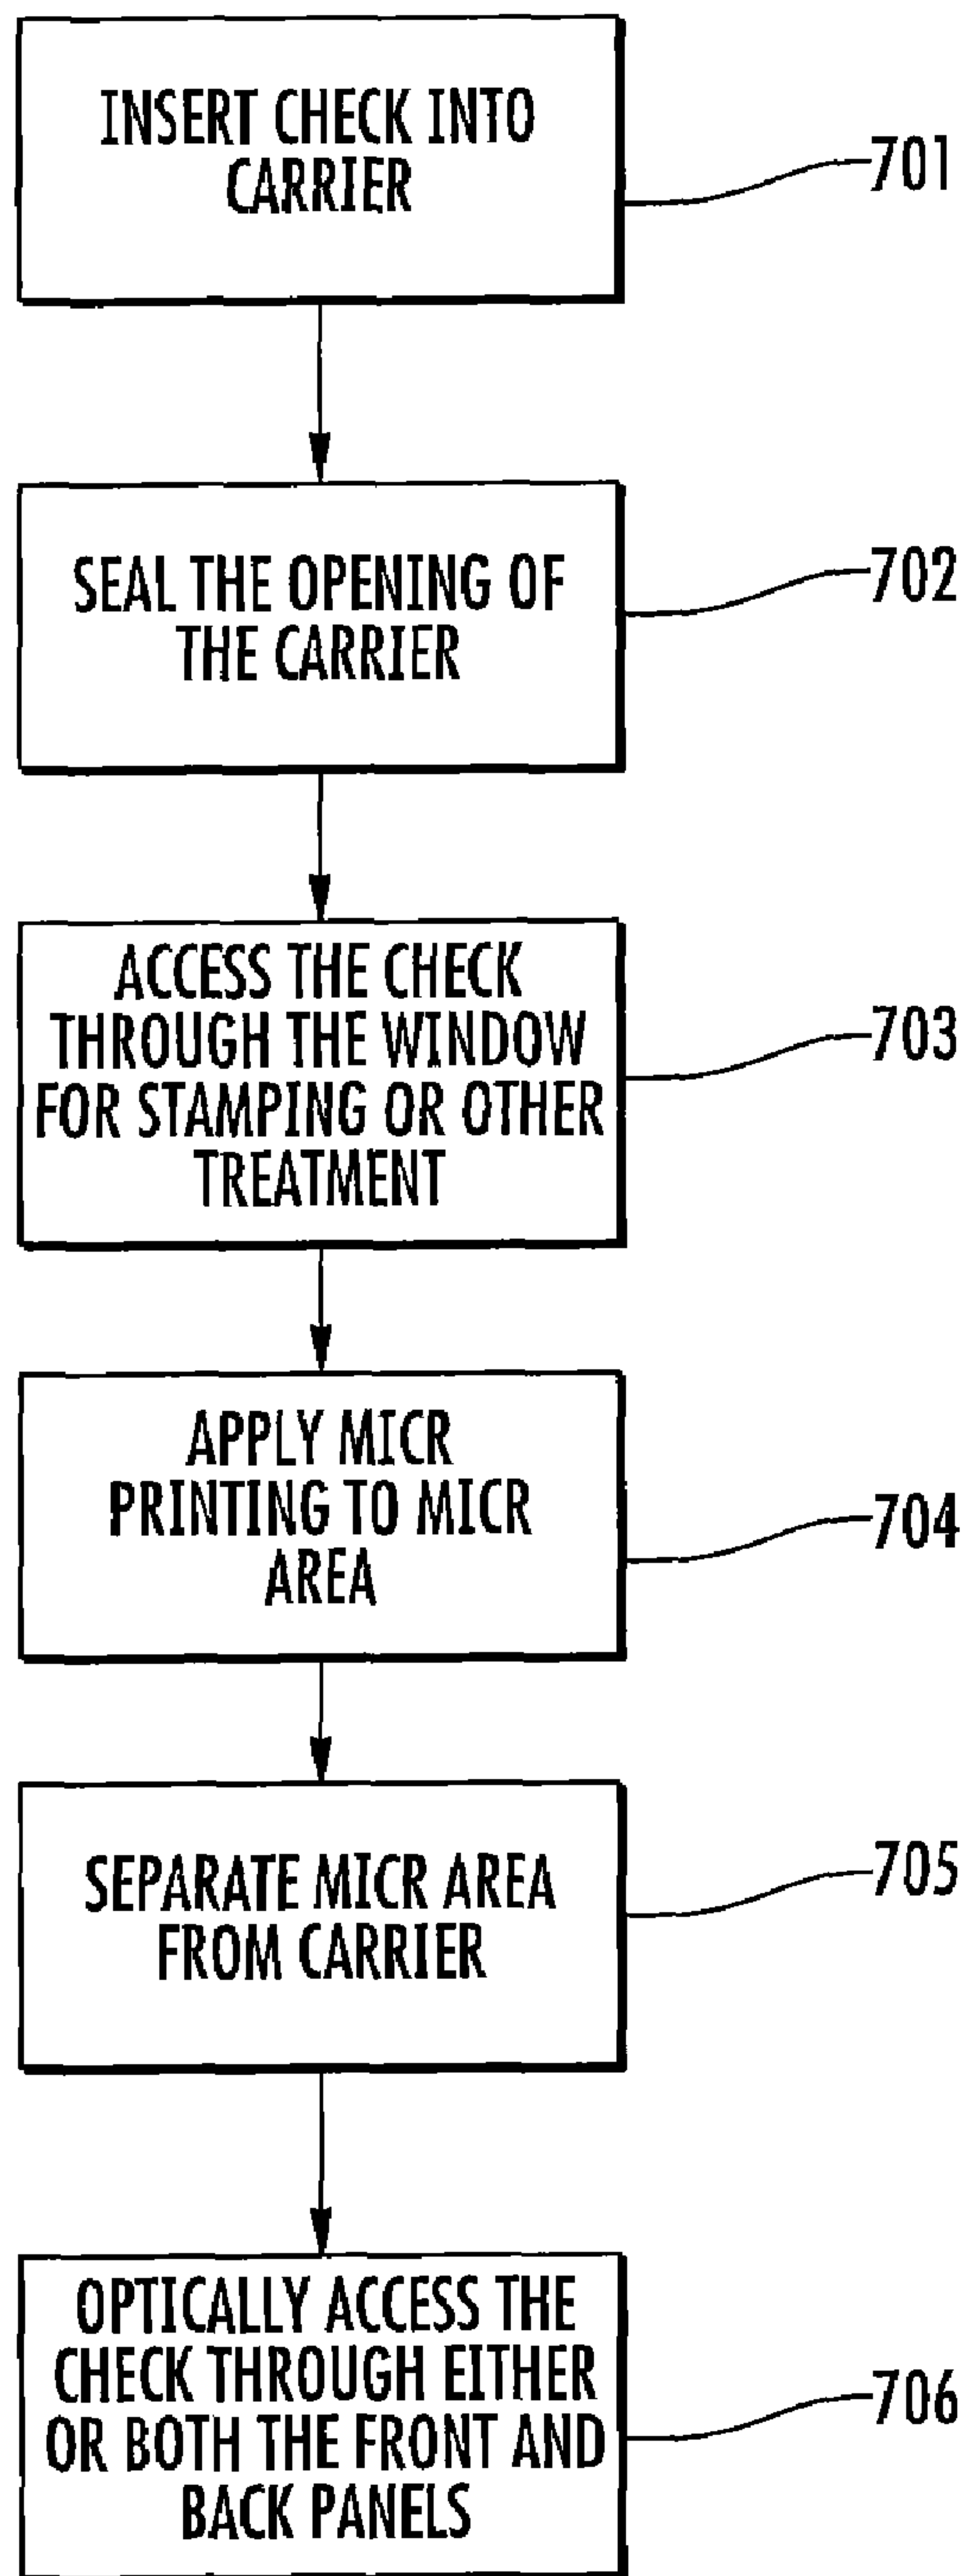 INSERT CHECK INTO
CARRIER
701
SEAL THE OPENING OF
THE CARRIER
702
ACCESS THE CHECK
THROUGH THE WINDOW
FOR STAMPING OR OTHER
TREATMENT
703
APPLY MICR
PRINTING TO MICR
AREA
704
SEPARATE MICR AREA
FROM CARRIER
705
OPTICALLY ACCESS THE
CHECK THROUGH EITHER
OR BOTH THE FRONT AND
BACK PANELS
706